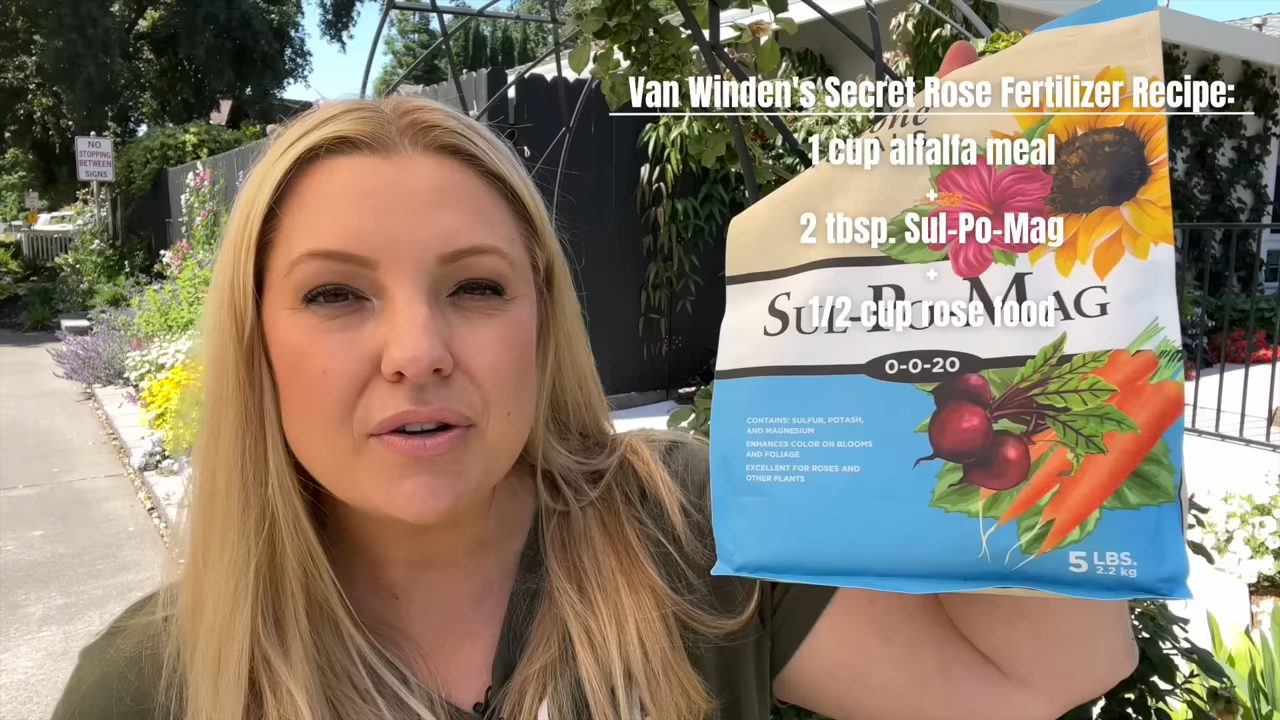 NO
STOPPING
BETWEEN
SIGNS
Van Winden's Secret Rose Fertilizer Recipe:
1 cup alfalfa meal
+
2 tbsp. Sul-Po-Mag
+
1/2 cup rose food
SUL-PO-MAG
0-0-20
CONTAINS: SULFUR, POTASH,
AND MAGNESIUM
ENHANCES COLOR ON BLOOMS
AND FOLIAGE
EXCELLENT FOR ROSES AND
OTHER PLANTS
5 LBS.
2.2 kg